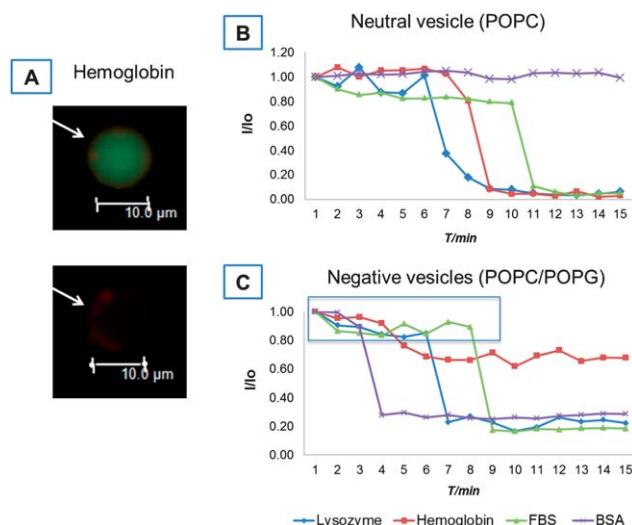 A
Hemoglobin
10.0 µm
10.0 µm
B
Neutral vesicle (POPC)
I/Io
1.20
1.00
0.80
0.60
0.40
0.20
0.00
1 2 3 4 5 6 7 8 9 10 11 12 13 14 15
T/min
C
Negative vesicles (POPC/POPG)
I/Io
1.00
0.80
0.60
0.40
0.20
0.00
1 2 3 4 5 6 7 8 9 10 11 12 13 14 15
T/min
Lysozyme Hemoglobin FBS BSA